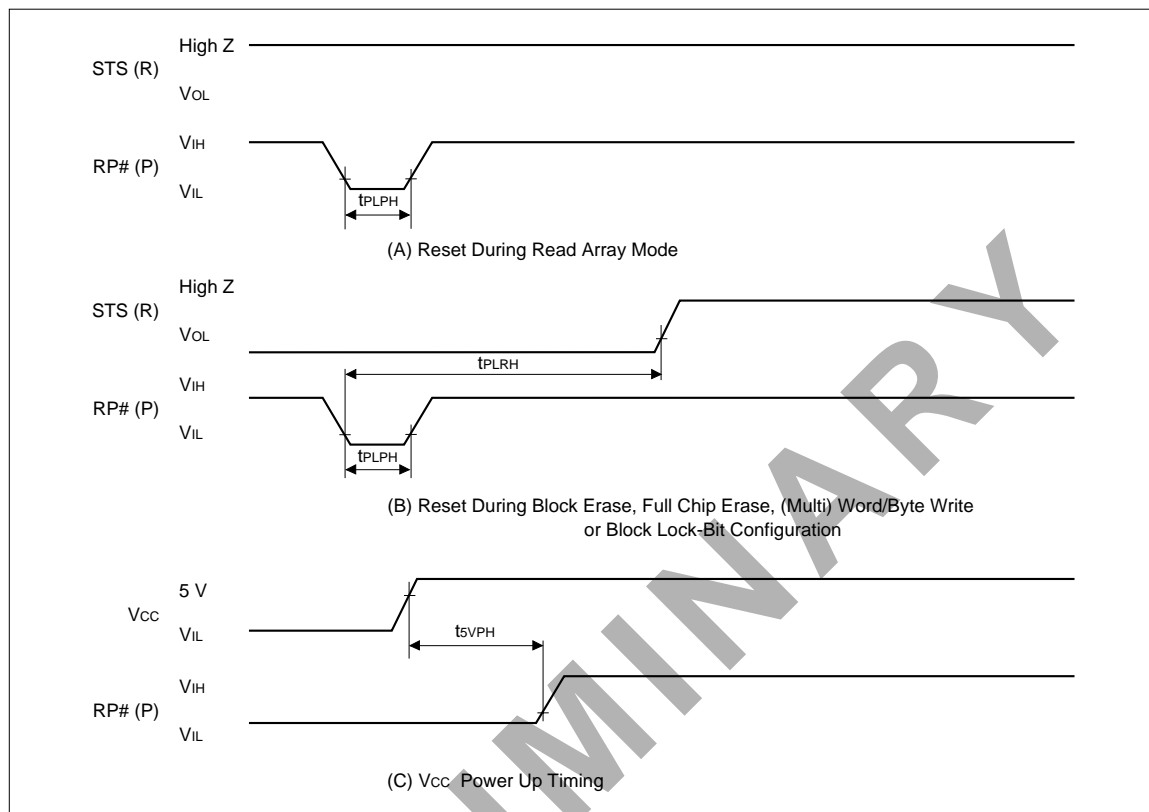 High Z
STS (R)
VOL
VIH
RP# (P)
VIL
tPLPH
(A) Reset During Read Array Mode
High Z
STS (R)
VOL
tPLRH
VIH
RP# (P)
VIL
tPLPH
(B) Reset During Block Erase, Full Chip Erase, (Multi) Word/Byte Write
or Block Lock-Bit Configuration
5 V
VCC
VIL
t5VPH
VIH
RP# (P)
VIL
(C) VCC Power Up Timing
IMINARY